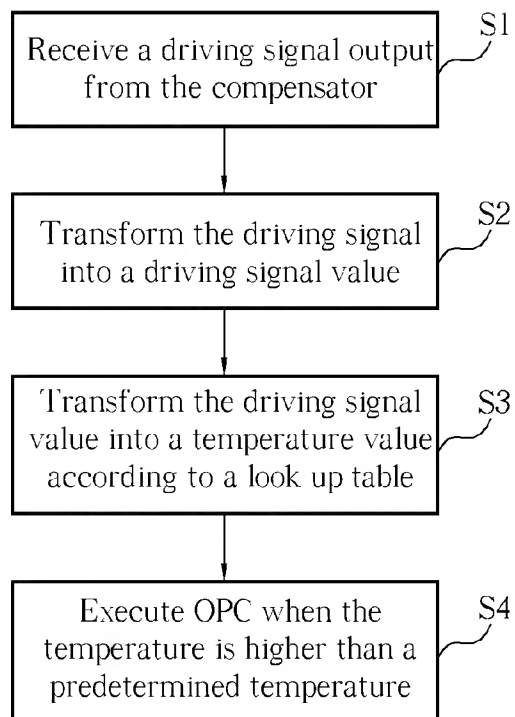 Receive a driving signal output
from the compensator
S1
Transform the driving signal
into a driving signal value
S2
Transform the driving signal
value into a temperature value
according to a look up table
S3
Execute OPC when the
temperature is higher than a
predetermined temperature
S4